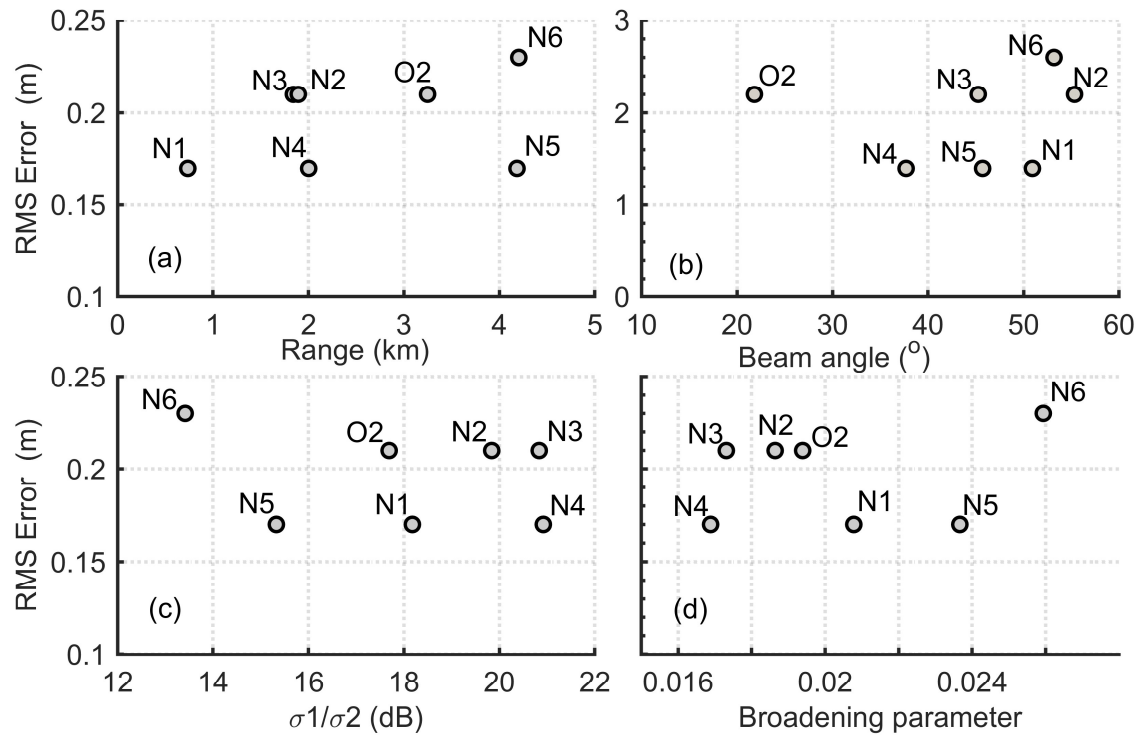 RMS Error (m)
0.25
0.2
0.15
0.1
N1
N3
N2
N4
O2
N6
N5
(a)
0
1
2
3
4
5
Range (km)
3
2
1
0
O2
N4
N3
N5
N6
N2
N1
(b)
10
20
30
40
50
60
Beam angle (o)
RMS Error (m)
0.25
0.2
0.15
0.1
N6
N5
O2
N1
N2
N3
N4
(c)
12
14
16
18
20
22
σ1/σ2 (dB)
N3
N4
N2
O2
N1
N5
N6
(d)
0.016
0.02
0.024
Broadening parameter